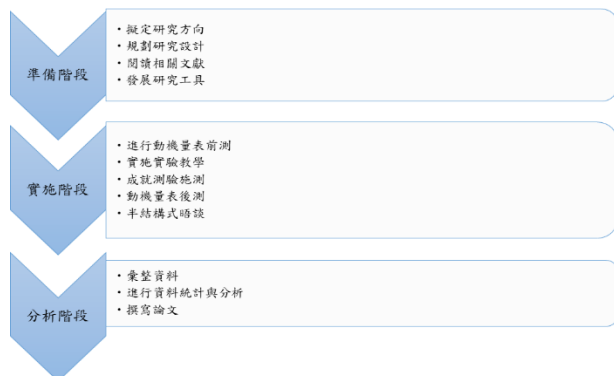 準備階段
• 擬定研究方向
• 規劃研究設計
• 閱讀相關文獻
• 發展研究工具
實施階段
• 進行動機量表前測
• 實施實驗教學
• 成就測驗施測
• 動機量表後測
• 半結構式晤談
分析階段
• 彙整資料
• 進行資料統計與分析
• 撰寫論文